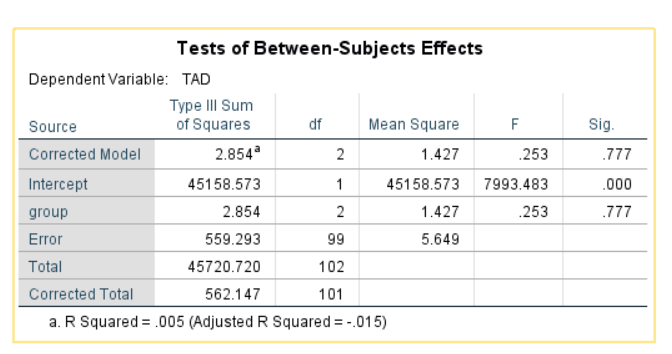 Tests of Between-Subjects Effects
Dependent Variable: TAD
Source Type III Sum of Squares df Mean Square F Sig.
Corrected Model 2.854a 2 1.427 .253 .777
Intercept 45158.573 1 45158.573 7993.483 .000
group 2.854 2 1.427 .253 .777
Error 559.293 99 5.649
Total 45720.720 102
Corrected Total 562.147 101
a. R Squared = .005 (Adjusted R Squared = -.015)